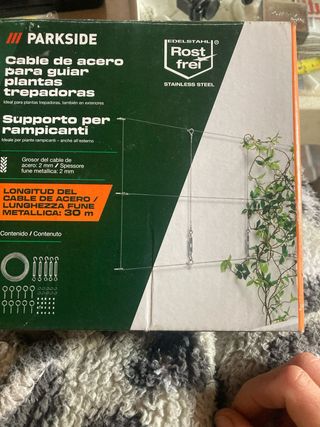 /// PARKSIDE
Cable de acero
para guiar
plantas
trepadoras
Ideal para plantas trepadoras, también en exteriores
Supporto per
rampicanti
Ideale per piante rampicanti – anche all'esterno
Grosor del cable de
acero: 2 mm / Spessore
fune metallica: 2 mm
LONGITUD DEL
CABLE DE ACERO /
LUNGHEZZA FUNE
METALLICA: 30 m
Contenido / Contenuto
EDELSTAHL
Rost
frei
STAINLESS STEEL